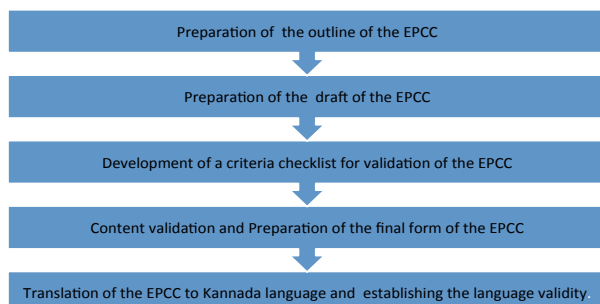 Preparation of the outline of the EPCC
Preparation of the draft of the EPCC
Development of a criteria checklist for validation of the EPCC
Content validation and Preparation of the final form of the EPCC
Translation of the EPCC to Kannada language and establishing the language validity.